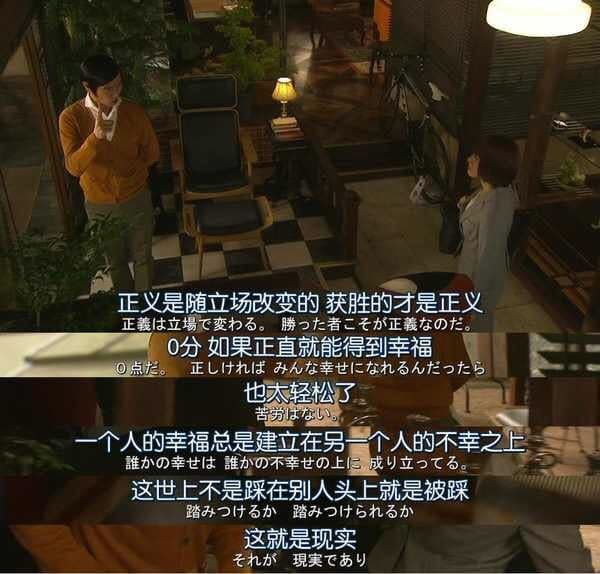 正义是随立场改变的 获胜的才是正义
正義は立場で変わる。 勝った者こそが正義なのだ。
0分 如果正直就能得到幸福
０点だ。 正しければ みんな幸せになれるんだったら
也太轻松了
苦労はない。
一个人的幸福总是建立在另一个人的不幸之上
誰かの幸せは 誰かの不幸せの上に 成り立ってる。
这世上不是踩在别人头上就是被踩
踏みつけるか 踏みつけられるか
这就是现实
それが 現実であり